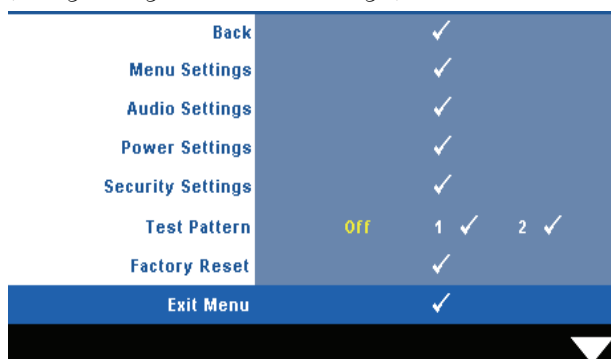 Back ✓
Menu Settings ✓
Audio Settings ✓
Power Settings ✓
Security Settings ✓
Test Pattern Off 1 ✓ 2 ✓
Factory Reset ✓
Exit Menu ✓